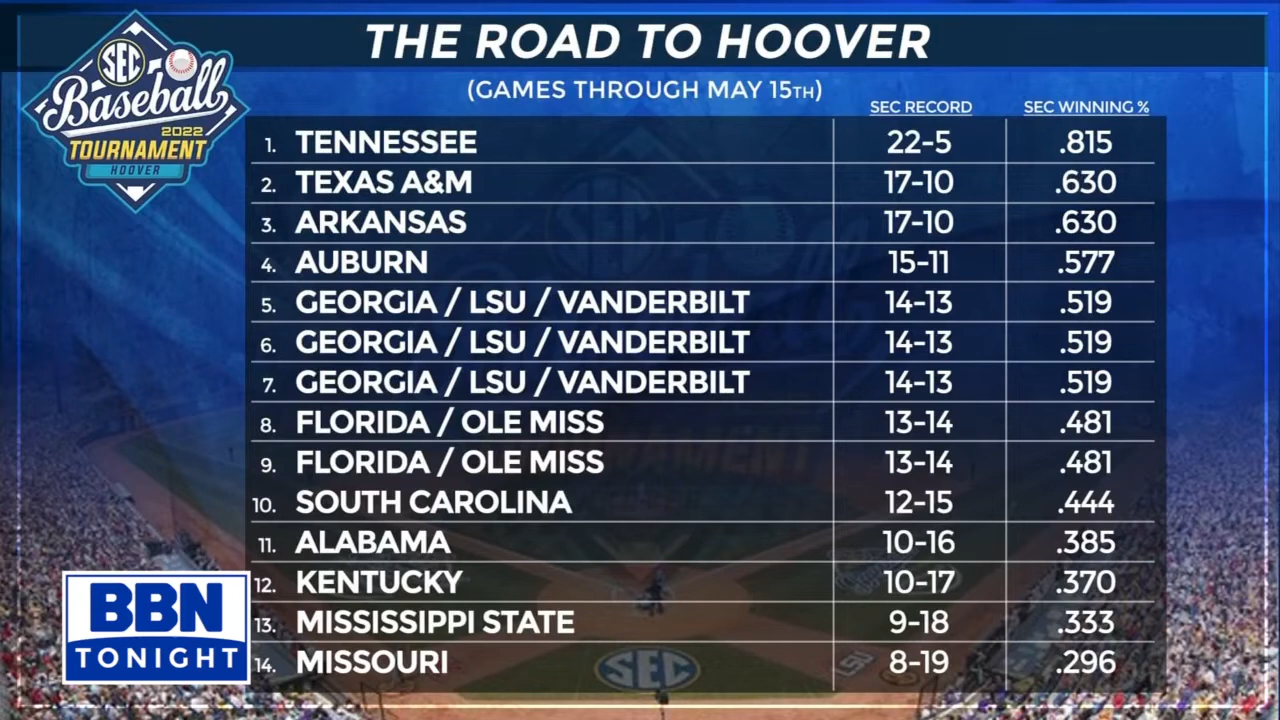 THE ROAD TO HOOVER
(GAMES THROUGH MAY 15TH)
SEC
Baseball
2022
TOURNAMENT
HOOVER
SEC RECORD SEC WINNING %
1. TENNESSEE 22-5 .815
2. TEXAS A&M 17-10 .630
3. ARKANSAS 17-10 .630
4. AUBURN 15-11 .577
5. GEORGIA / LSU / VANDERBILT 14-13 .519
6. GEORGIA / LSU / VANDERBILT 14-13 .519
7. GEORGIA / LSU / VANDERBILT 14-13 .519
8. FLORIDA / OLE MISS 13-14 .481
9. FLORIDA / OLE MISS 13-14 .481
10. SOUTH CAROLINA 12-15 .444
11. ALABAMA 10-16 .385
12. KENTUCKY 10-17 .370
13. MISSISSIPPI STATE 9-18 .333
14. MISSOURI 8-19 .296
BBN
TONIGHT
SEC